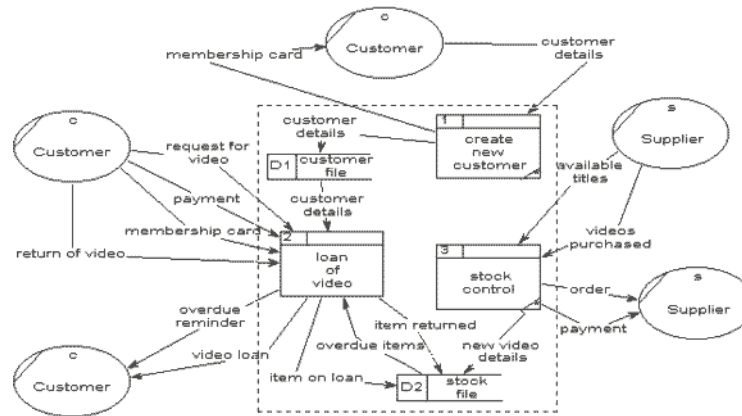 c
Customer
membership card
customer
details
c
Customer
request for
video
payment
membership card
return of video
customer
details
D1
customer
file
customer
details
1
create
new
customer
s
Supplier
available
titles
videos
purchased
2
loan
of
video
3
stock
control
order
payment
s
Supplier
overdue
reminder
video loan
item on loan
overdue items
item returned
new video
details
D2
stock
file
c
Customer